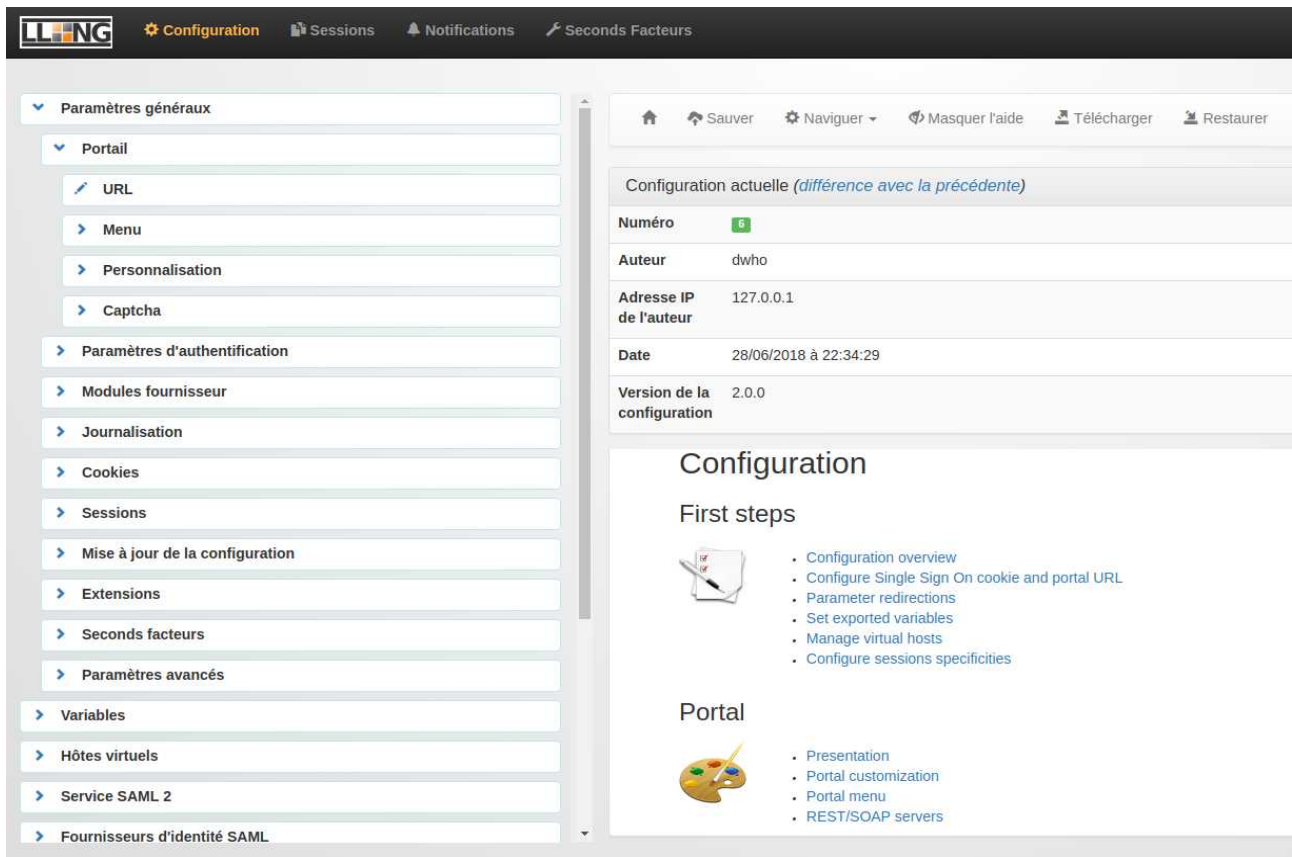 LL::NG
Configuration
Sessions
Notifications
Seconds Facteurs
Paramètres généraux
Portail
URL
Menu
Personnalisation
Captcha
Paramètres d'authentification
Modules fournisseur
Journalisation
Cookies
Sessions
Mise à jour de la configuration
Extensions
Seconds facteurs
Paramètres avancés
Variables
Hôtes virtuels
Service SAML 2
Fournisseurs d'identité SAML
Sauver
Naviguer
Masquer l'aide
Télécharger
Restaurer
Configuration actuelle (différence avec la précédente)
Numéro 6
Auteur dwho
Adresse IP 127.0.0.1
de l'auteur
Date 28/06/2018 à 22:34:29
Version de la 2.0.0
configuration
Configuration
First steps
Configuration overview
Configure Single Sign On cookie and portal URL
Parameter redirections
Set exported variables
Manage virtual hosts
Configure sessions specificities
Portal
Presentation
Portal customization
Portal menu
REST/SOAP servers